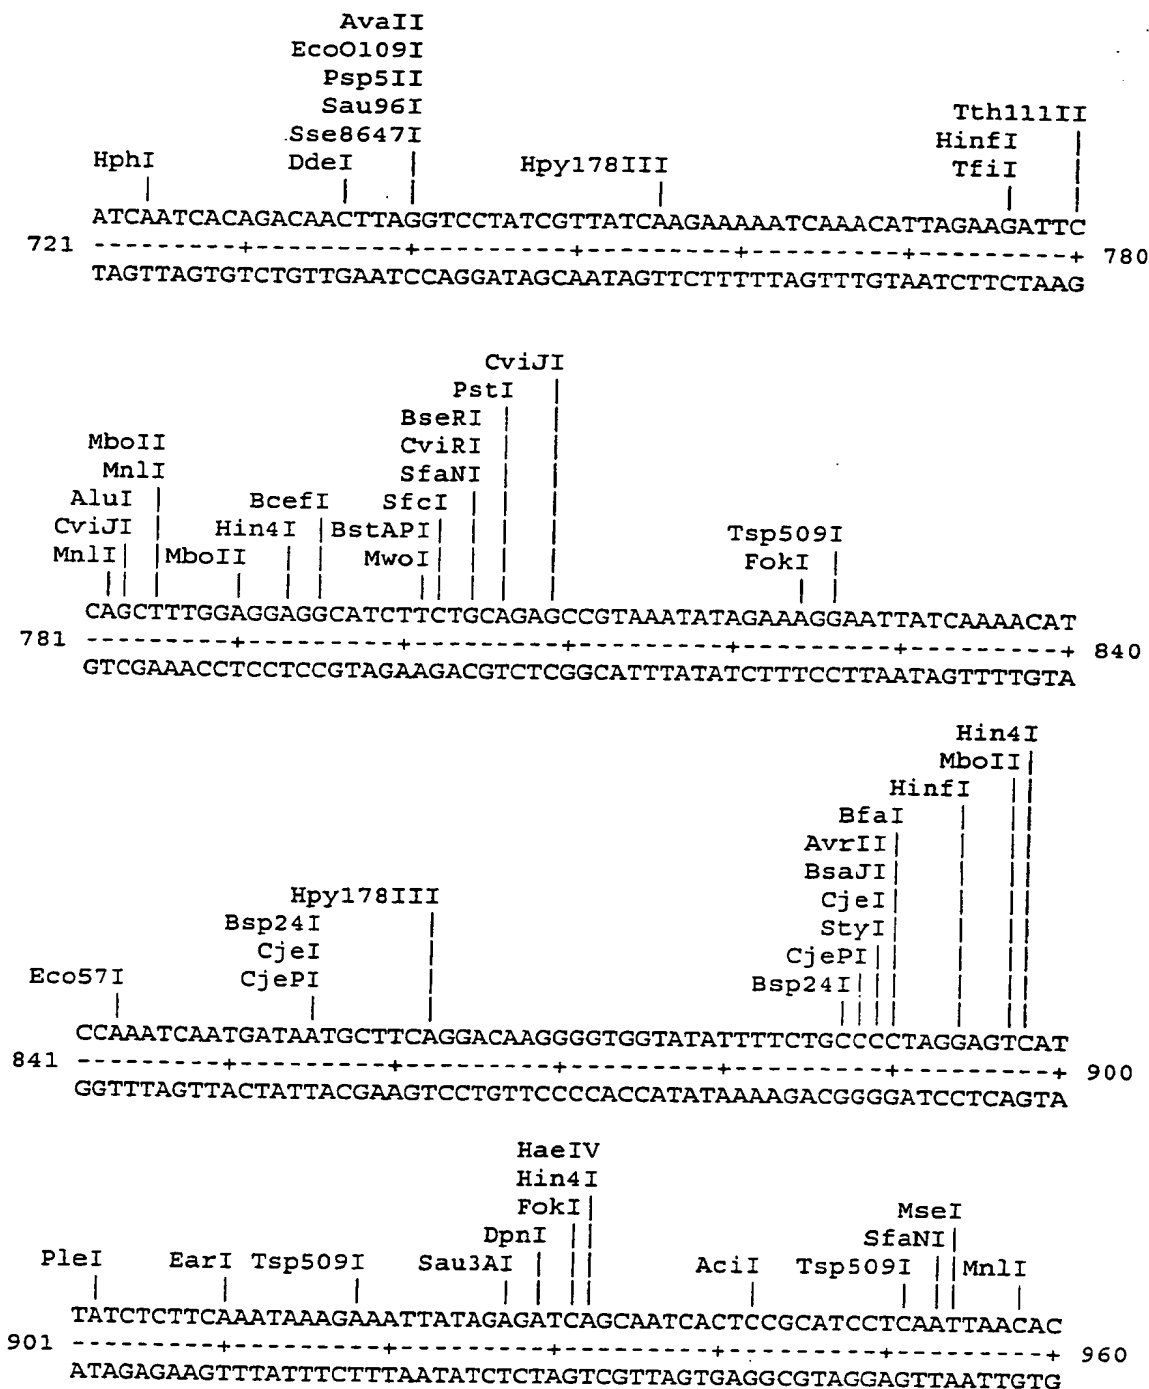 AvaII
EcoO109I
Psp5II
Sau96I
Sse8647I
Tth111II
HinfI
HphI DdeI Hpy178III TfiI
ATCAATCACAGACAACTTAGGTCCTATCGTTATCAAGAAAAATCAAACATTAGAAGATTC
721 ---------+---------+---------+---------+---------+---------+ 780
TAGTTAGTGTCTGTTGAATCCAGGATAGCAATAGTTCTTTTTAGTTTGTAATCTTCTAAG
CviJI
PstI
BseRI
MboII CviRI
MnlI SfaNI
AluI BcefI SfcI
CviJI Hin4I BstAPI Tsp509I
MnlI MboII MwoI FokI
CAGCTTTGGAGGAGGCATCTTCTGCAGAGCCGTAAATATAGAAAGGAATTATCAAAACAT
781 ---------+---------+---------+---------+---------+---------+ 840
GTCGAAACCTCCTCCGTAGAAGACGTCTCGGCATTTATATCTTTCCTTAATAGTTTTGTA
Hin4I
MboII
HinfI
BfaI
AvrII
BsaJI
Hpy178III CjeI
Bsp24I StyI
CjeI CjePI
Eco57I CjePI Bsp24I
CCAAATCAATGATAATGCTTCAGGACAAGGGGTGGTATATTTTCTGCCCCTAGGAGTCAT
841 ---------+---------+---------+---------+---------+---------+ 900
GGTTTAGTTACTATTACGAAGTCCTGTTCCCCACCATATAAAAGACGGGGATCCTCAGTA
HaeIV
Hin4I
FokI MseI
DpnI SfaNI
PleI EarI Tsp509I Sau3AI AciI Tsp509I MnlI
TATCTCTTCAAATAAAGAAATTATAGAGATCAGCAATCACTCCGCATCCTCAATTAACAC
901 ---------+---------+---------+---------+---------+---------+ 960
ATAGAGAAGTTTATTTCTTTAATATCTCTAGTCGTTAGTGAGGCGTAGGAGTTAATTGTG